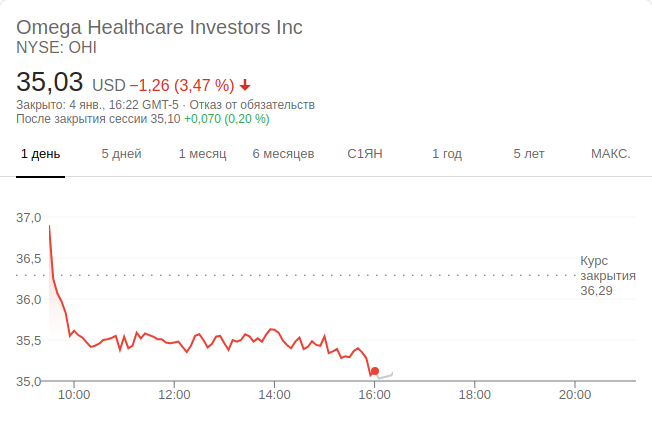 Omega Healthcare Investors Inc
NYSE: OHI
35,03 USD −1,26 (3,47 %)
Закрыто: 4 янв., 16:22 GMT-5 · Отказ от обязательств
После закрытия сессии 35,10 +0,070 (0,20 %)
1 день 5 дней 1 месяц 6 месяцев С1ЯН 1 год 5 лет МАКС.
37,0
36,5
Курс
закрытия
36,29
36,0
35,5
35,0
10:00 12:00 14:00 16:00 18:00 20:00